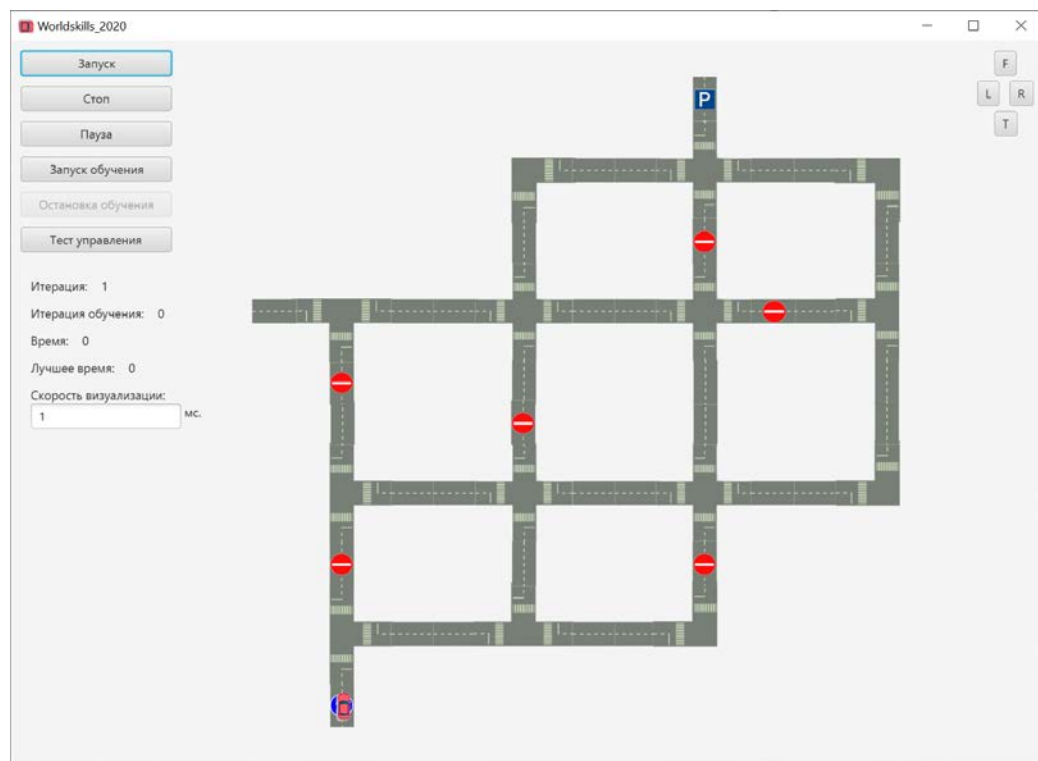 Worldskills_2020
Запуск
Стоп
Пауза
Запуск обучения
Остановка обучения
Тест управления
Итерация: 1
Итерация обучения: 0
Время: 0
Лучшее время: 0
Скорость визуализации:
1 мс.
F
L R
T
P